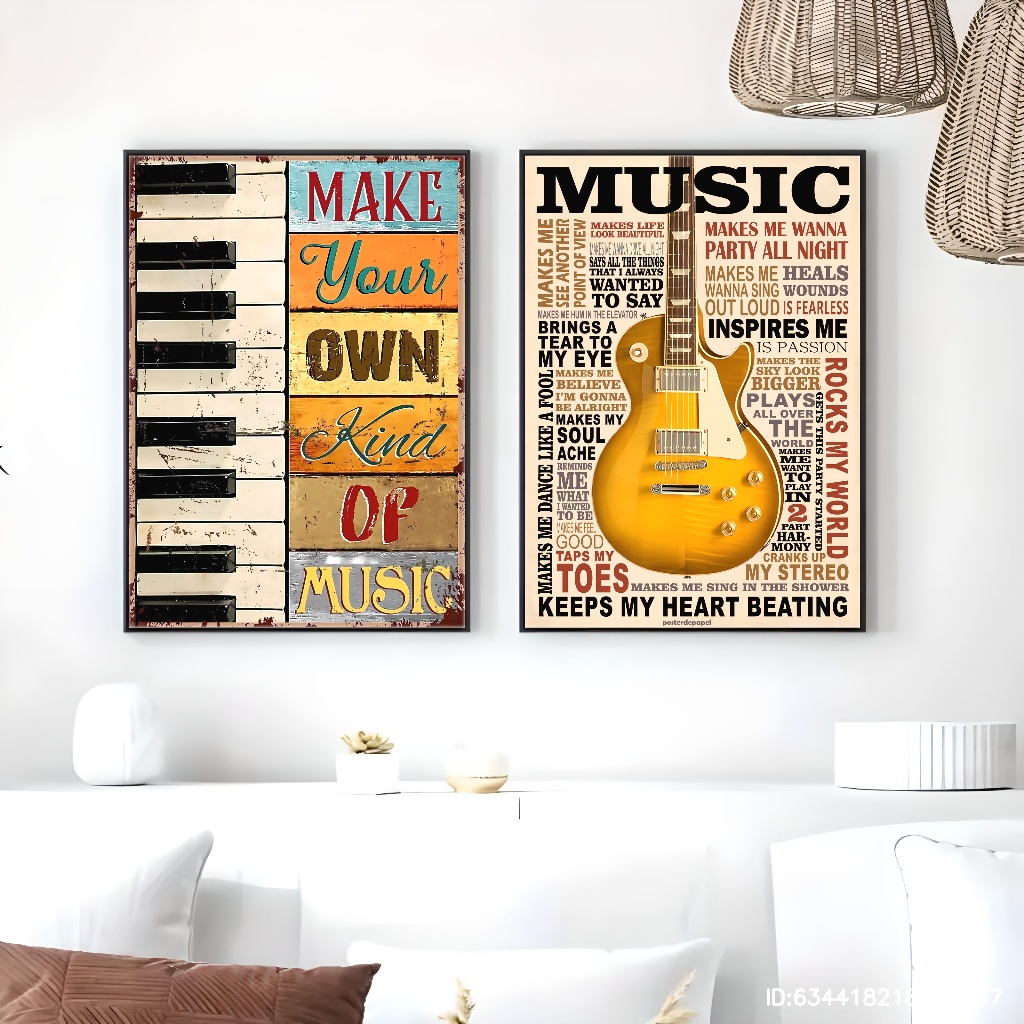 MAKE
Your
OWN
Kind
OF
MUSIC
MUSIC
MAKES ME
SEE ANOTHER
POINT OF VIEW
MAKES LIFE
LOOK BEAUTIFUL
SAYS ALL THE THINGS
THAT I ALWAYS
WANTED
TO SAY
MAKES ME HUM IN THE ELEVATOR
BRINGS A
TEAR TO
MY EYE
MAKES ME
BELIEVE
I'M GONNA
BE ALRIGHT
MAKES MY
SOUL
ACHE
REMINDS
ME
WHAT
I WANTED
TO BE
MAKES ME FEEL
GOOD
TAPS MY
TOES
MAKES ME DANCE LIKE A FOOL
MAKES ME WANNA
PARTY ALL NIGHT
MAKES ME
WANNA SING
OUT LOUD
HEALS
WOUNDS
IS FEARLESS
INSPIRES ME
IS PASSION
MAKES THE
SKY LOOK
BIGGER
PLAYS
ALL OVER
THE
WORLD
MAKES
ME
WANT
TO
PLAY
IN
2
PART
HAR-
MONY
GETS THIS PARTY STARTED
ROCKS MY WORLD
CRANKS UP
MY STEREO
MAKES ME SING IN THE SHOWER
KEEPS MY HEART BEATING
posterdepapel